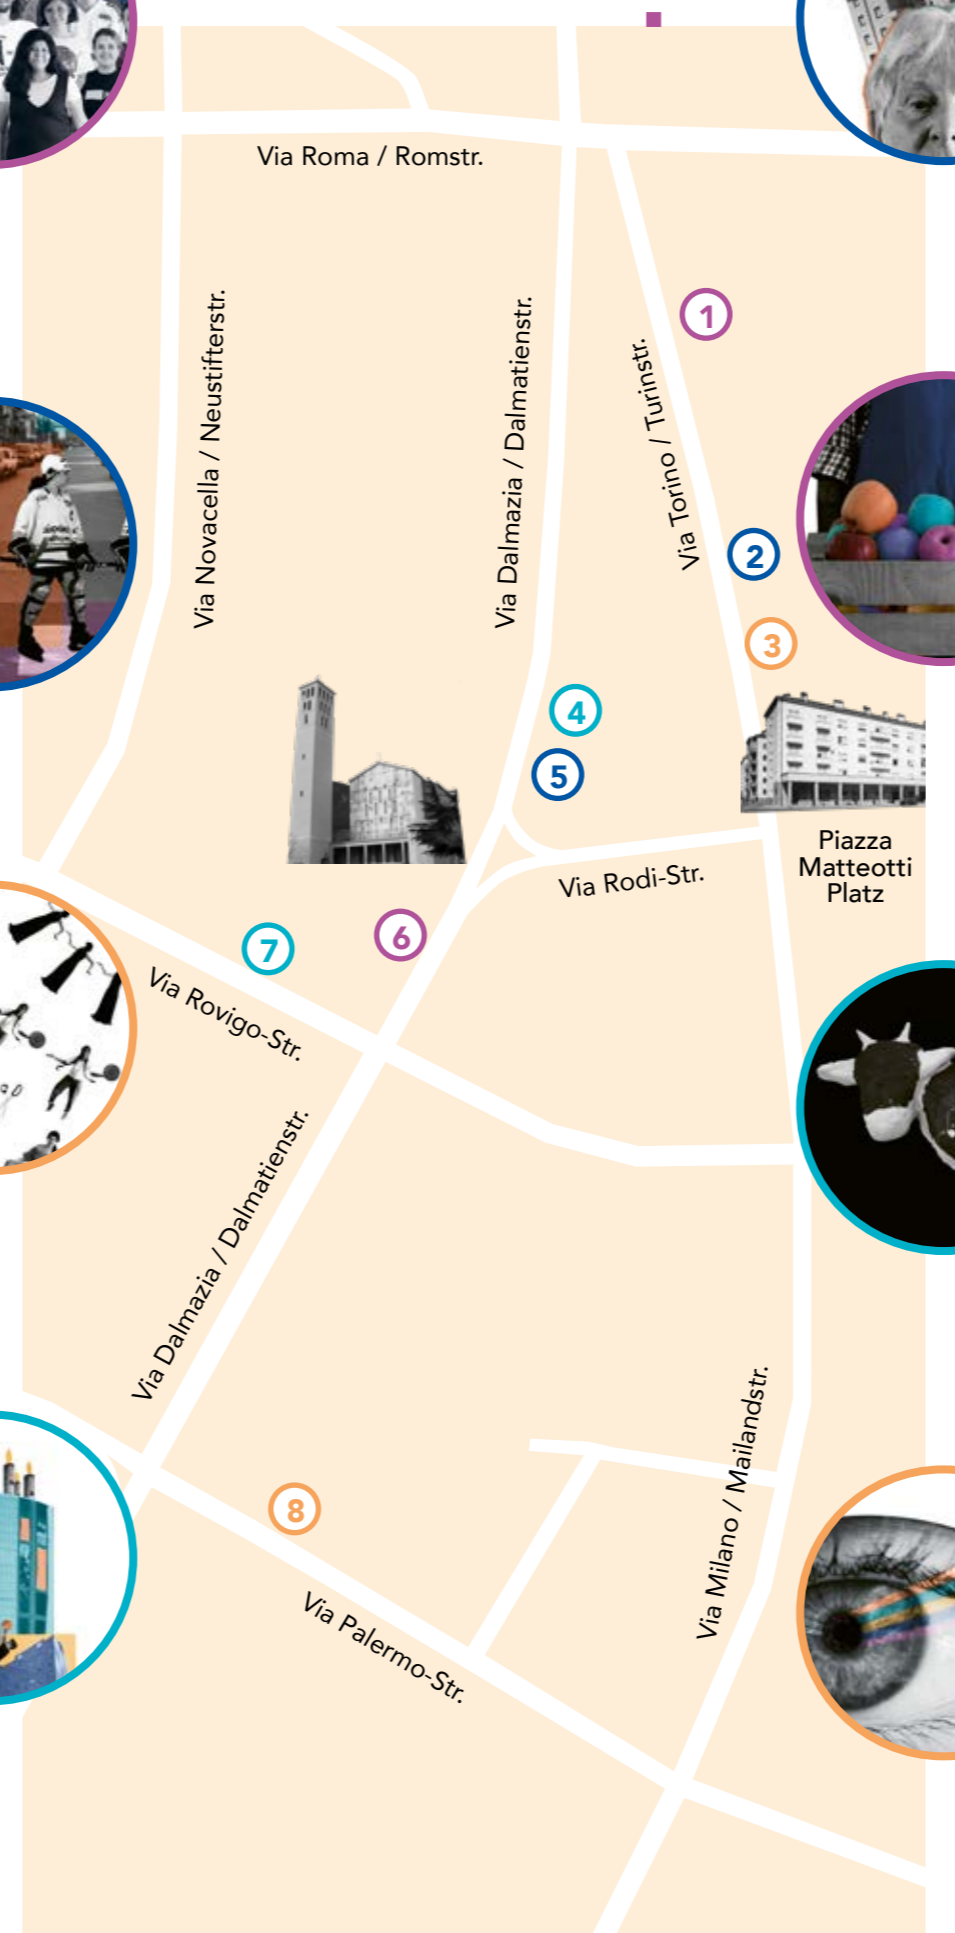 Via Roma / Romstr.
Via Novacella / Neustifterstr.
Via Dalmazia / Dalmatienstr.
Via Torino / Turinstr.
1
2
3
4
5
Piazza
Matteotti
Platz
Via Rodi-Str.
6
7
Via Rovigo-Str.
Via Dalmazia / Dalmatienstr.
Via Milano / Mailandstr.
8
Via Palermo-Str.